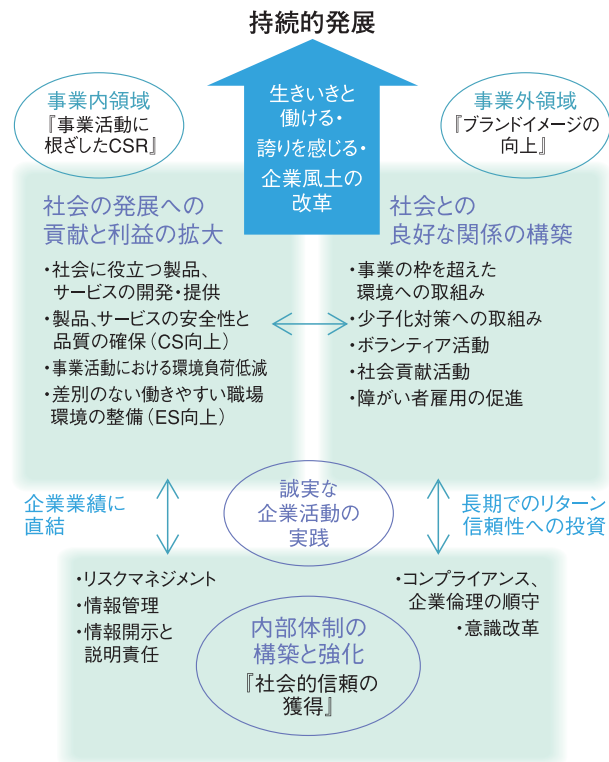 持続的発展
生きいきと
働ける・
誇りを感じる・
企業風土の
改革
事業内領域
『事業活動に
根ざしたCSR』
事業外領域
『ブランドイメージの
向上』
社会の発展への
貢献と利益の拡大
・社会に役立つ製品、
サービスの開発・提供
・製品、サービスの安全性と
品質の確保（CS向上）
・事業活動における環境負荷低減
・差別のない働きやすい職場
環境の整備（ES向上）
社会との
良好な関係の構築
・事業の枠を超えた
環境への取組み
・少子化対策への取組み
・ボランティア活動
・社会貢献活動
・障がい者雇用の促進
企業業績に
直結
誠実な
企業活動の
実践
長期でのリターン
信頼性への投資
・リスクマネジメント
・情報管理
・情報開示と
説明責任
・コンプライアンス、
企業倫理の順守
・意識改革
内部体制の
構築と強化
『社会的信頼の
獲得』